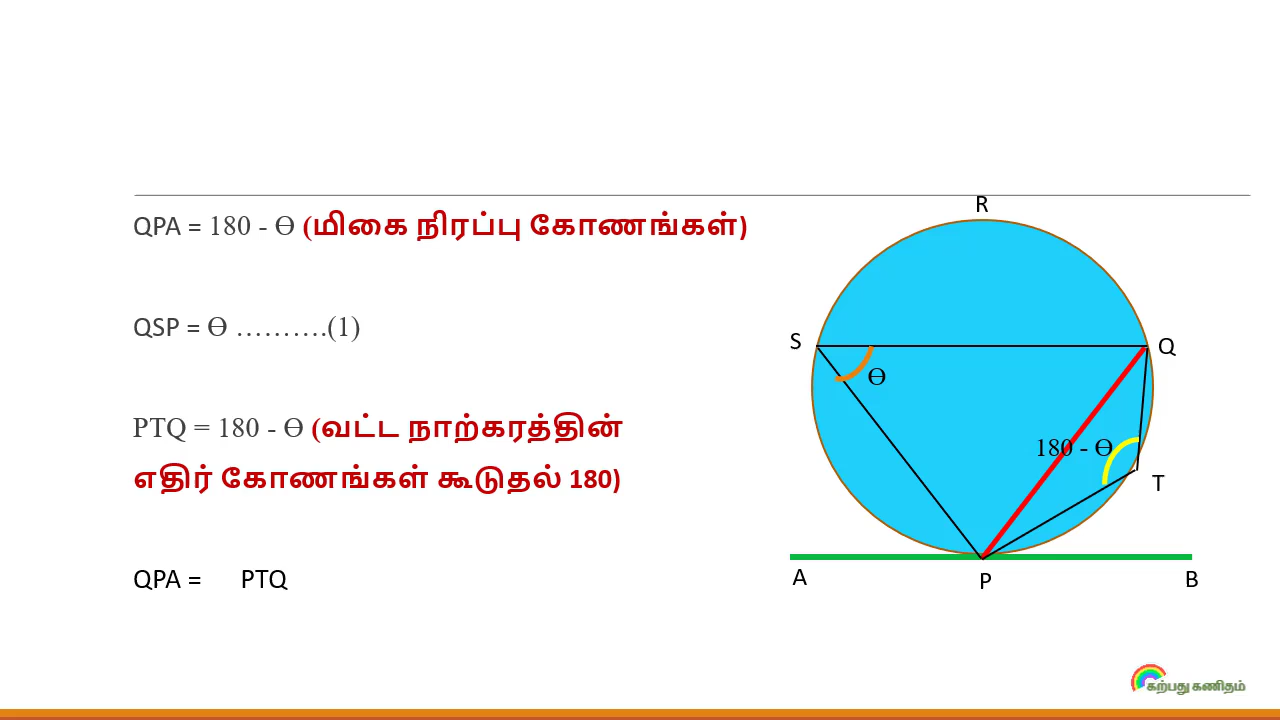 QPA = 180 - Ө (மிகை நிரப்பு கோணங்கள்)
QSP = Ө ……….(1)
PTQ = 180 - Ө (வட்ட நாற்கரத்தின்
எதிர் கோணங்கள் கூடுதல் 180)
QPA = PTQ
R
S
Q
Ө
180 - Ө
T
A
P
B
கற்பது கணிதம்